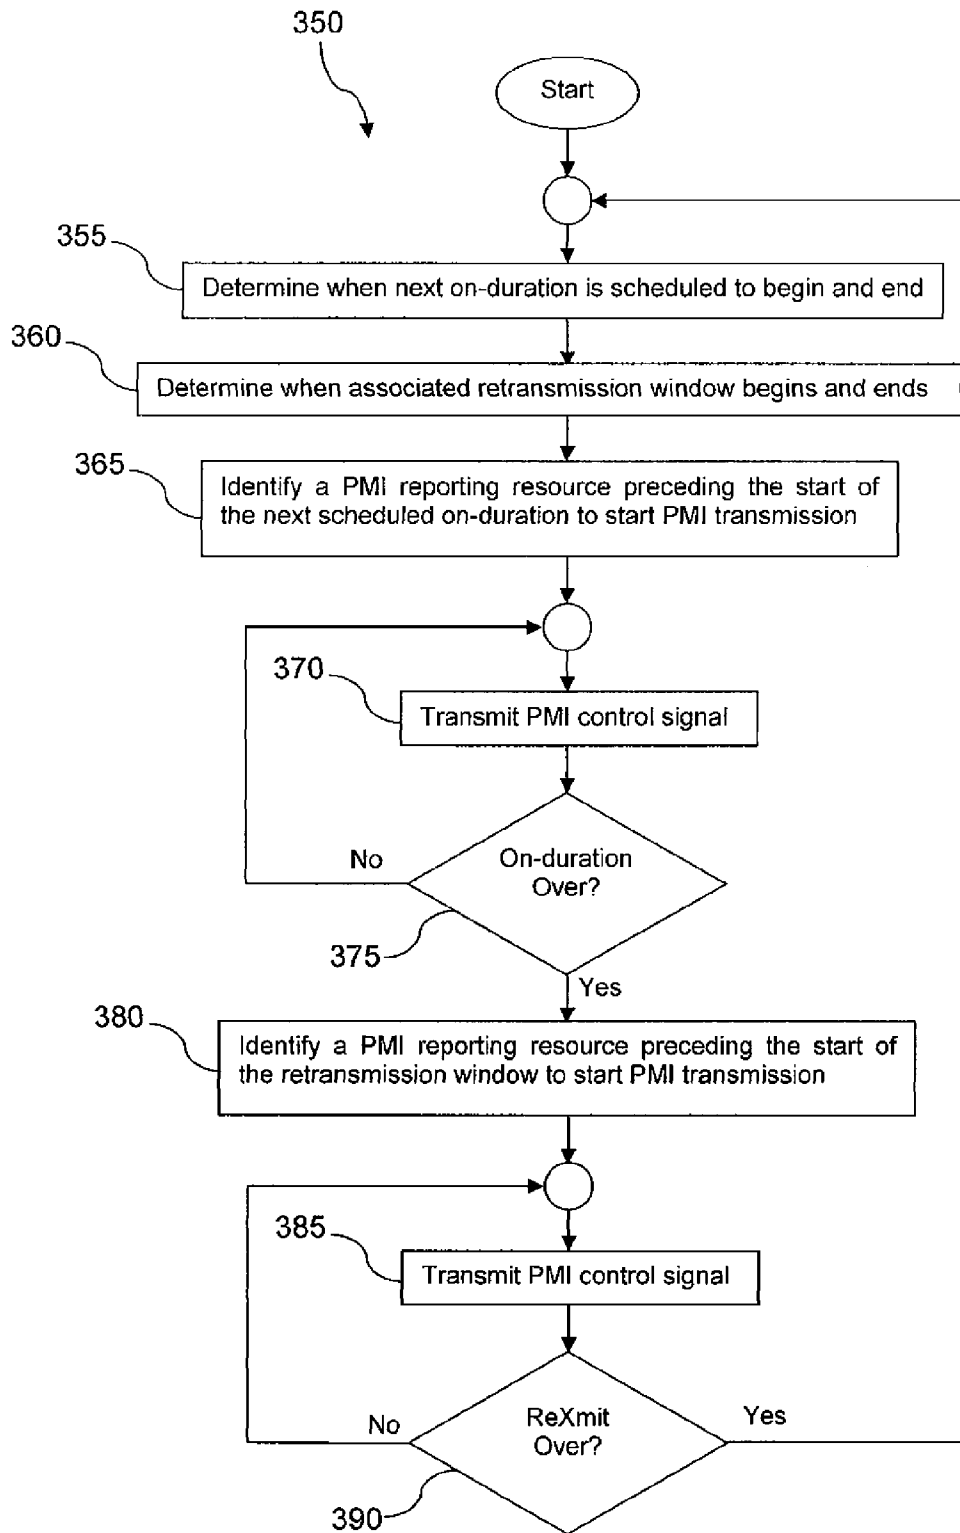 350
Start
355
Determine when next on-duration is scheduled to begin and end
360
Determine when associated retransmission window begins and ends
365
Identify a PMI reporting resource preceding the start of
the next scheduled on-duration to start PMI transmission
370
Transmit PMI control signal
No
On-duration
Over?
375
Yes
380
Identify a PMI reporting resource preceding the start of
the retransmission window to start PMI transmission
385
Transmit PMI control signal
No
ReXmit
Over?
Yes
390